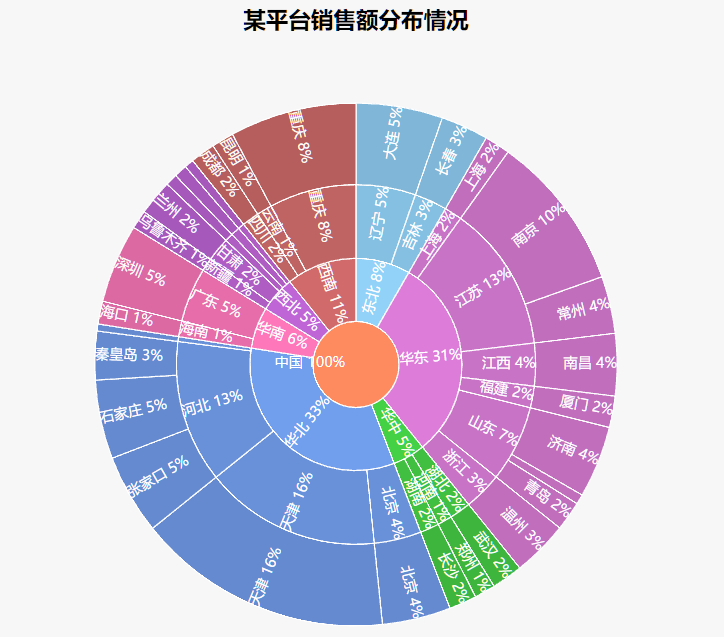 某平台销售额分布情况
中国 100%
东北 8%
华东 31%
华中 5%
华北 33%
华南 6%
西北 5%
西南 11%
辽宁 5%
吉林 3%
上海 2%
江苏 13%
江西 4%
福建 2%
山东 7%
浙江 3%
湖北 2%
河南 1%
湖南 2%
北京 4%
天津 16%
河北 13%
海南 1%
广东 5%
新疆 1%
甘肃 2%
四川 2%
云南 1%
重庆 8%
大连 5%
长春 3%
上海 2%
南京 10%
常州 4%
南昌 4%
厦门 2%
济南 4%
青岛 2%
温州 3%
武汉 2%
郑州 1%
长沙 2%
北京 4%
天津 16%
张家口 5%
石家庄 5%
秦皇岛 3%
海口 1%
深圳 5%
乌鲁木齐 1%
兰州 2%
成都 2%
昆明 1%
重庆 8%